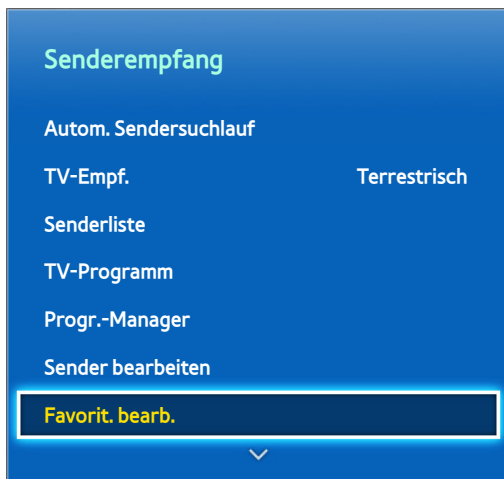 Senderempfang
Autom. Sendersuchlauf
TV-Empf. Terrestrisch
Senderliste
TV-Programm
Progr.-Manager
Sender bearbeiten
Favorit. bearb.